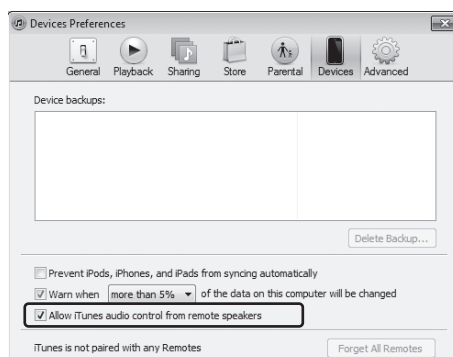 Devices Preferences
General Playback Sharing Store Parental Devices Advanced
Device backups:
Delete Backup...
Prevent iPods, iPhones, and iPads from syncing automatically
Warn when more than 5% of the data on this computer will be changed
Allow iTunes audio control from remote speakers
iTunes is not paired with any Remotes
Forget All Remotes